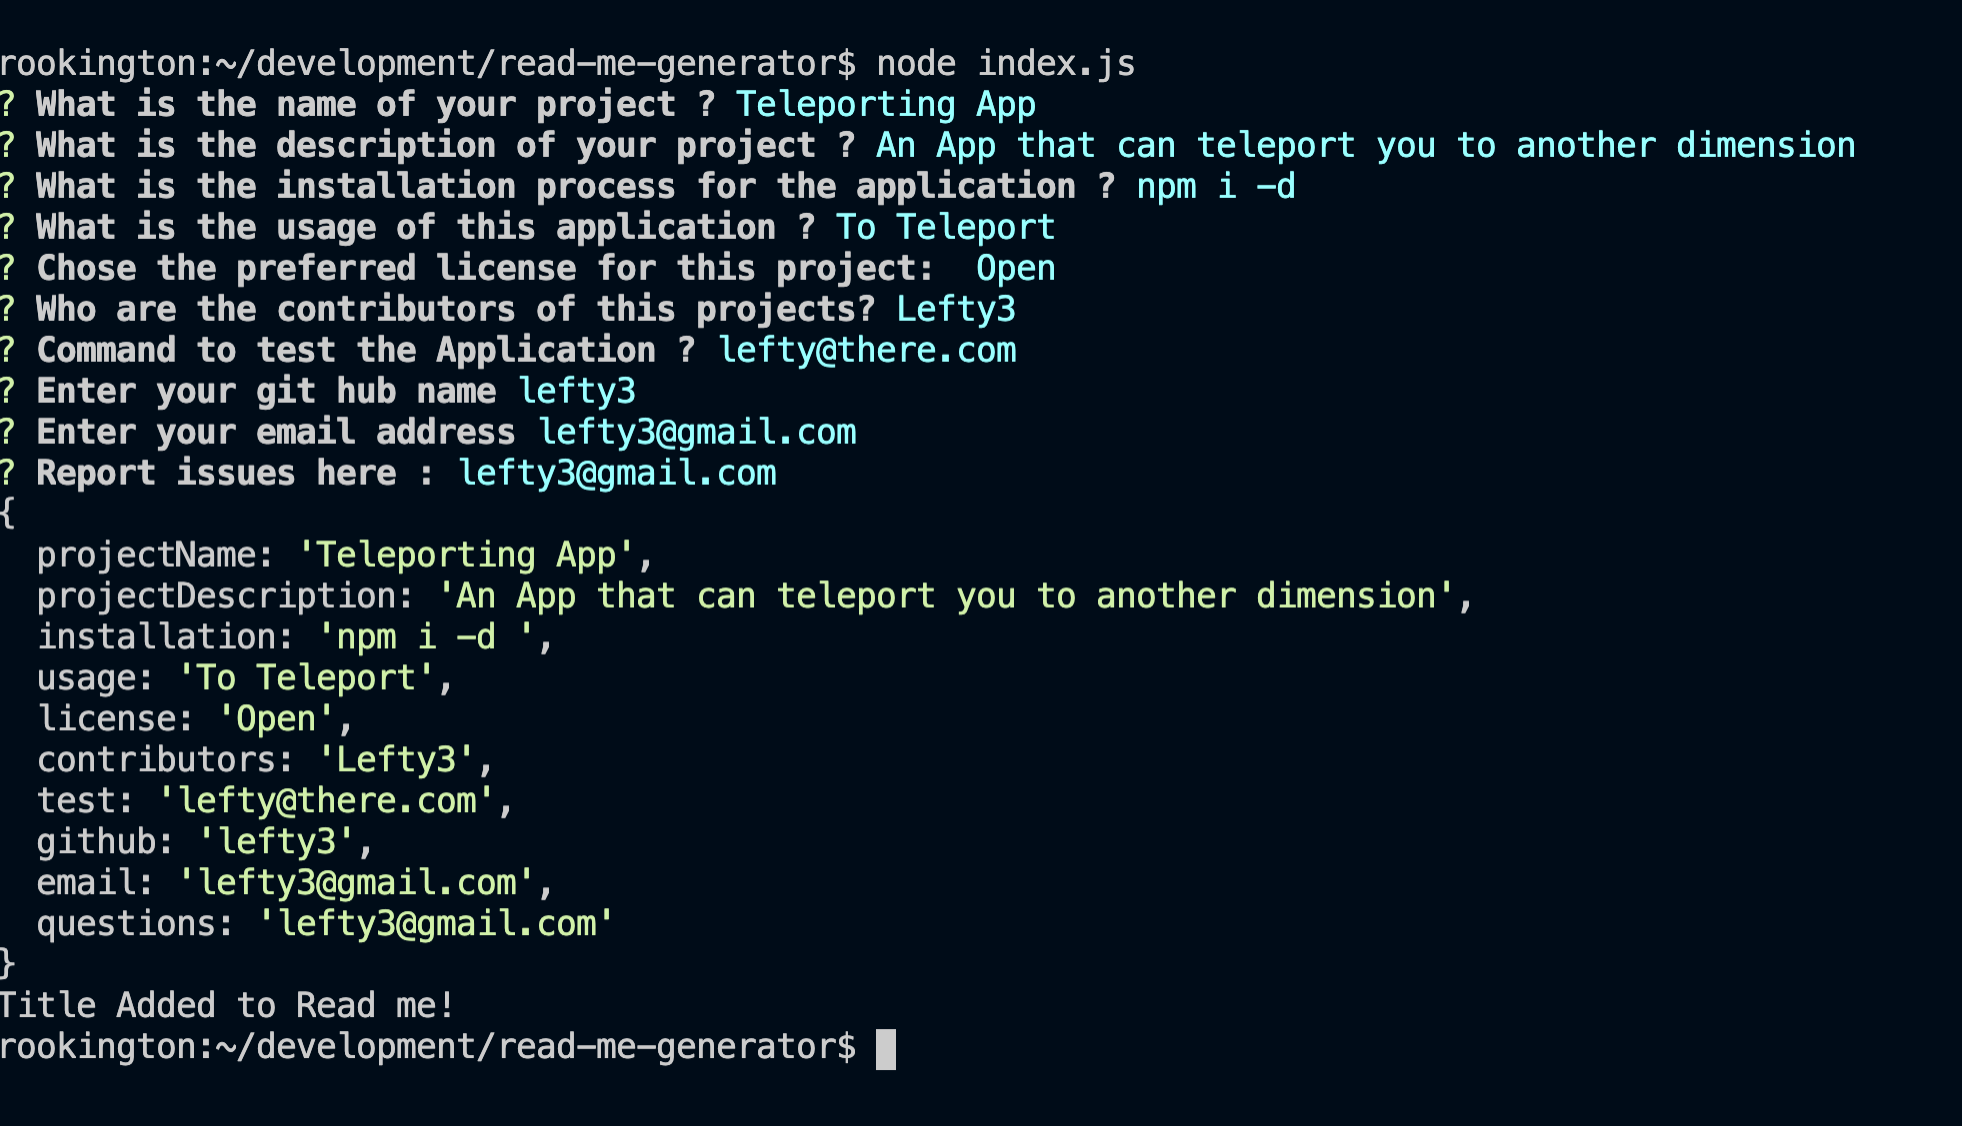 rookington:~/development/read-me-generator$ node index.js
? What is the name of your project ? Teleporting App
? What is the description of your project ? An App that can teleport you to another dimension
? What is the installation process for the application ? npm i -d
? What is the usage of this application ? To Teleport
? Chose the preferred license for this project:  Open
? Who are the contributors of this projects? Lefty3
? Command to test the Application ? lefty@there.com
? Enter your git hub name lefty3
? Enter your email address lefty3@gmail.com
? Report issues here : lefty3@gmail.com
{
  projectName: 'Teleporting App',
  projectDescription: 'An App that can teleport you to another dimension',
  installation: 'npm i -d ',
  usage: 'To Teleport',
  license: 'Open',
  contributors: 'Lefty3',
  test: 'lefty@there.com',
  github: 'lefty3',
  email: 'lefty3@gmail.com',
  questions: 'lefty3@gmail.com'
}
Title Added to Read me!
rookington:~/development/read-me-generator$